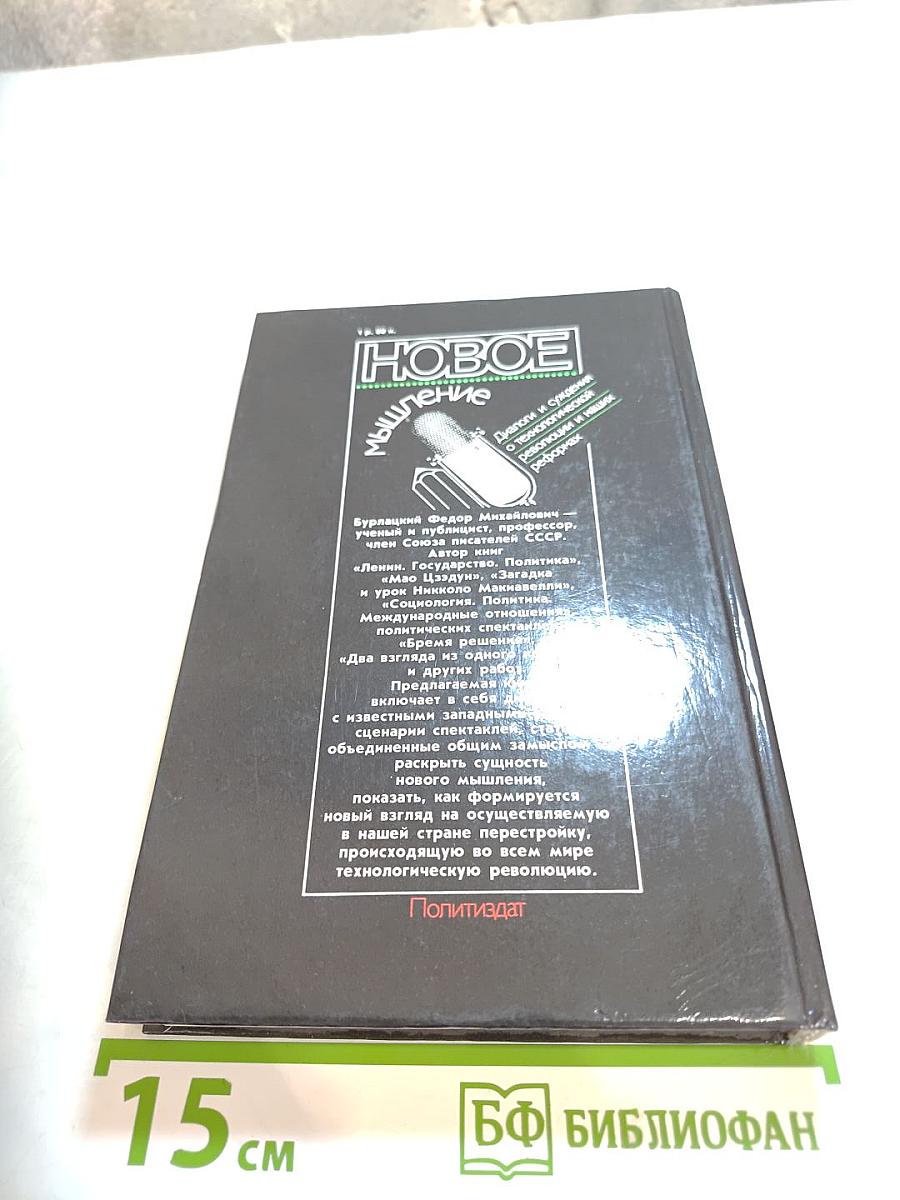 НОВОЕ
мышление
Диалоги и суждения
о технологической
революции и наших
реформах
Бурлацкий Федор Михайлович —
ученый и публицист, профессор,
член Союза писателей СССР.
Автор книг
«Ленин. Государство. Политика»,
«Мао Цзэдун», «Загадка
и урок Никколо Макиавелли»,
«Социология. Политика.
Международные отношения»,
политических
«Бремя решения»
«Два взгляда из одного
и других работ
Предлагаемая
включает в себя
с известными западными
сценарии спектаклей,
объединенные общим замыслом
раскрыть сущность
нового мышления,
показать, как формируется
новый взгляд на осуществляемую
в нашей стране перестройку,
происходящую во всем мире
технологическую революцию.
Политиздат
15 см
БФ БИБЛИОФАН